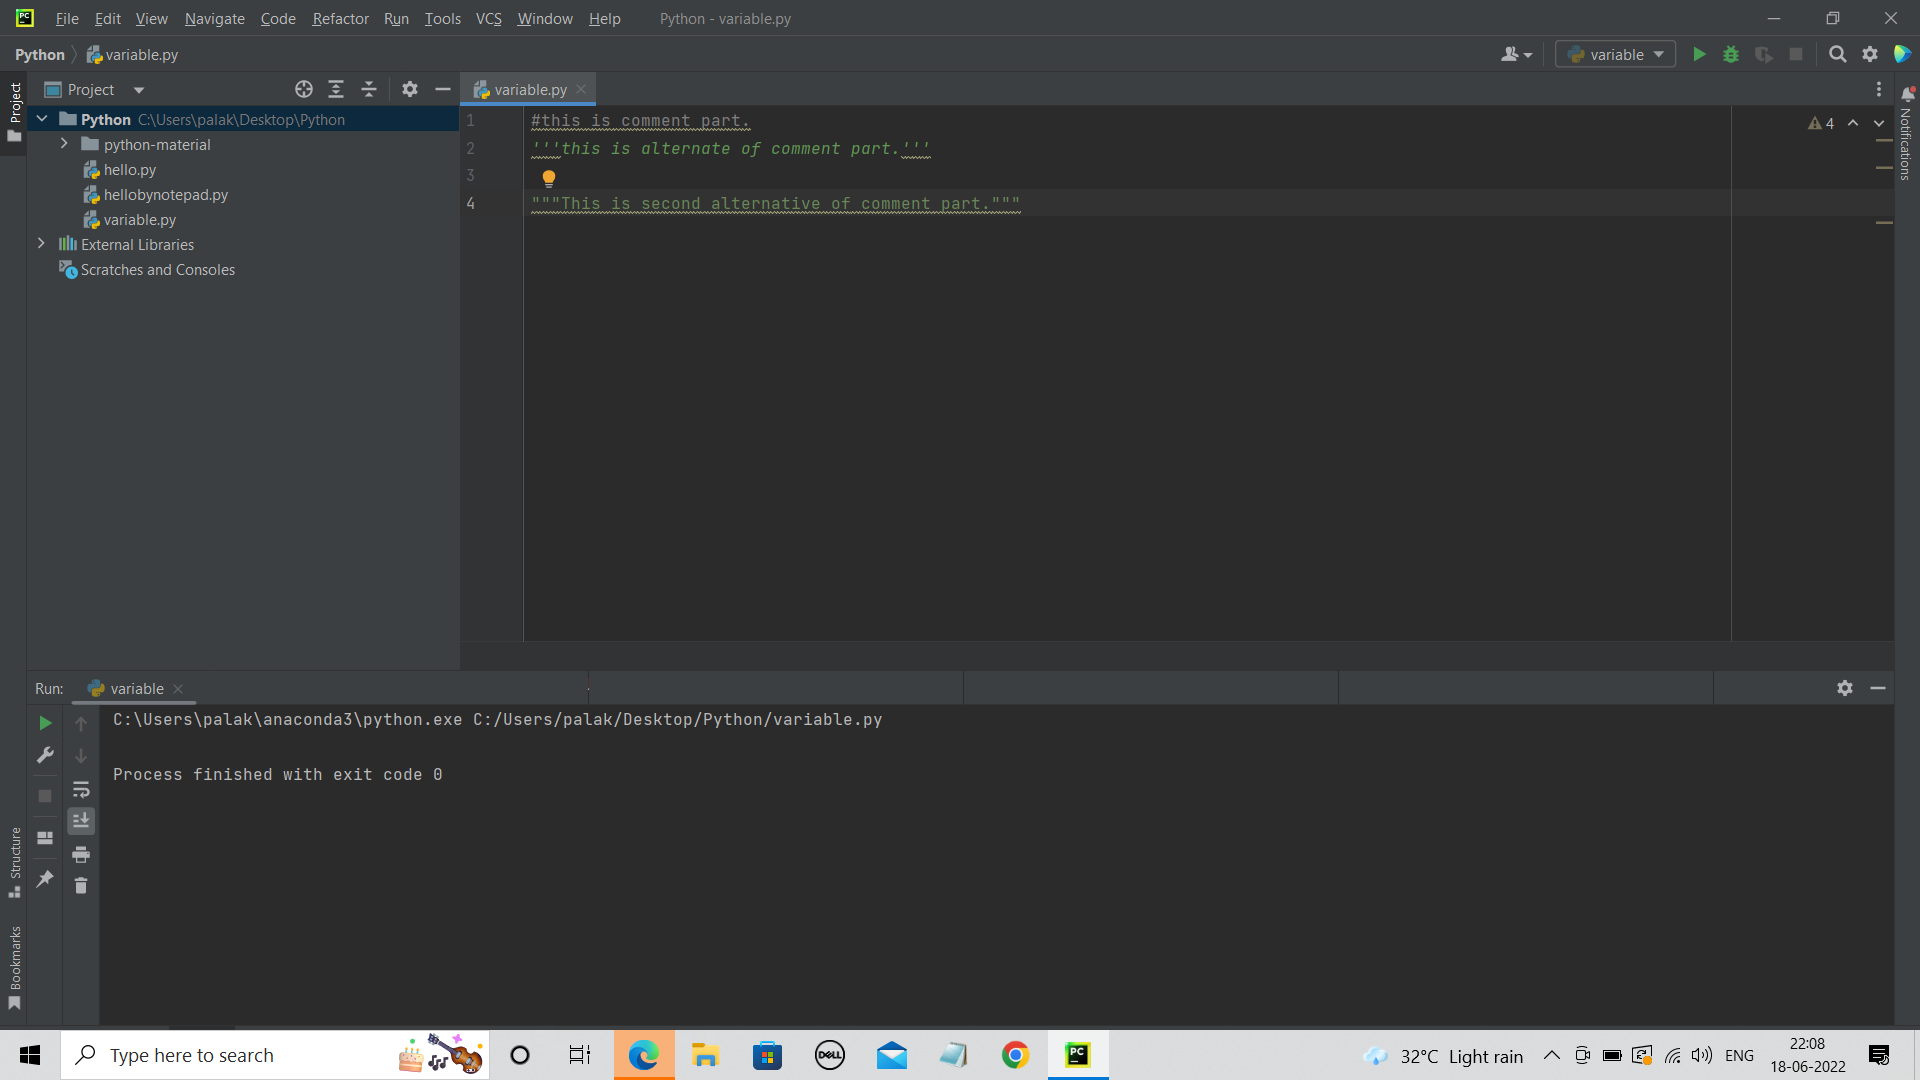 File Edit View Navigate Code Refactor Run Tools VCS Window Help Python - variable.py
Python variable.py
variable
Project
Project
variable.py
Notifications
Python C:\Users\palak\Desktop\Python
python-material
hello.py
hellobynotepad.py
variable.py
External Libraries
Scratches and Consoles
1 #this is comment part.
4
2 '''this is alternate of comment part.'''
3
4 """This is second alternative of comment part."""
Run: variable
C:\Users\palak\anaconda3\python.exe C:/Users/palak/Desktop/Python/variable.py
Process finished with exit code 0
Structure
Bookmarks
Type here to search
DELL
PC
32°C Light rain
ENG
22:08
18-06-2022